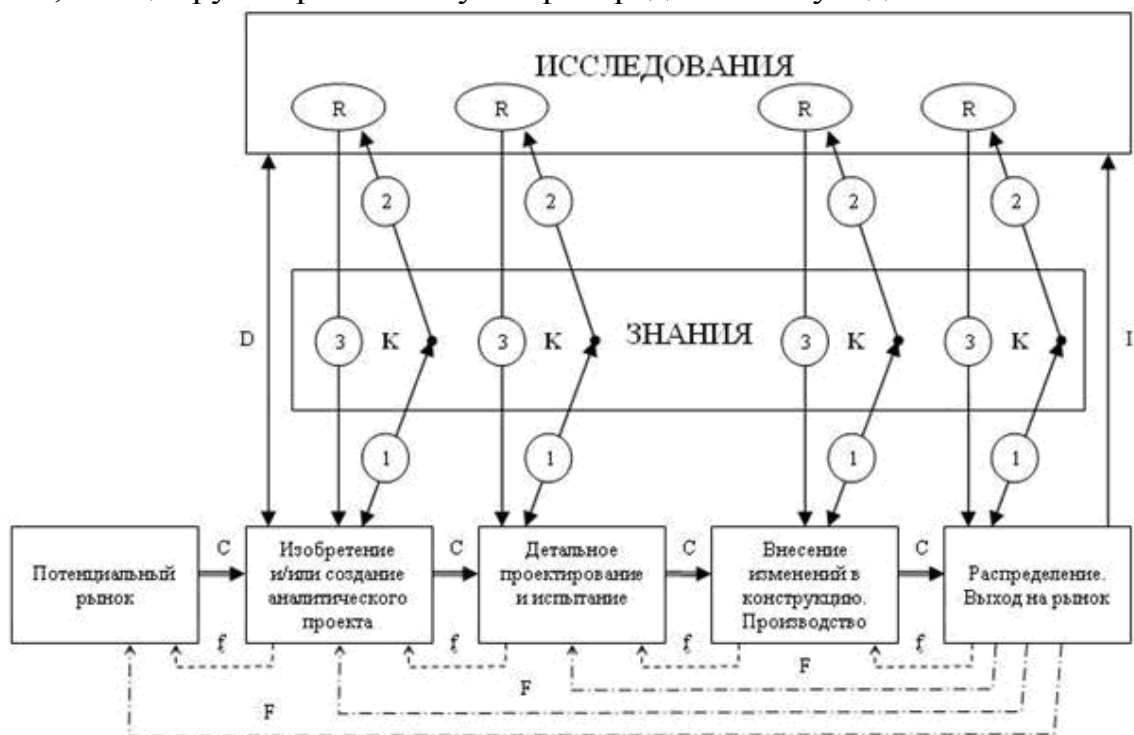 ИССЛЕДОВАНИЯ
R R R R
2 2 2 2
D 3 K 3 K ЗНАНИЯ 3 K 3 K I
1 1 1 1
C C C C
Потенциальный
рынок
Изобретение
и/или создание
аналитического
проекта
Детальное
проектирование
и испытание
Внесение
изменений в
конструкцию.
Производство
Распределение.
Выход на рынок
f f f f
F F F